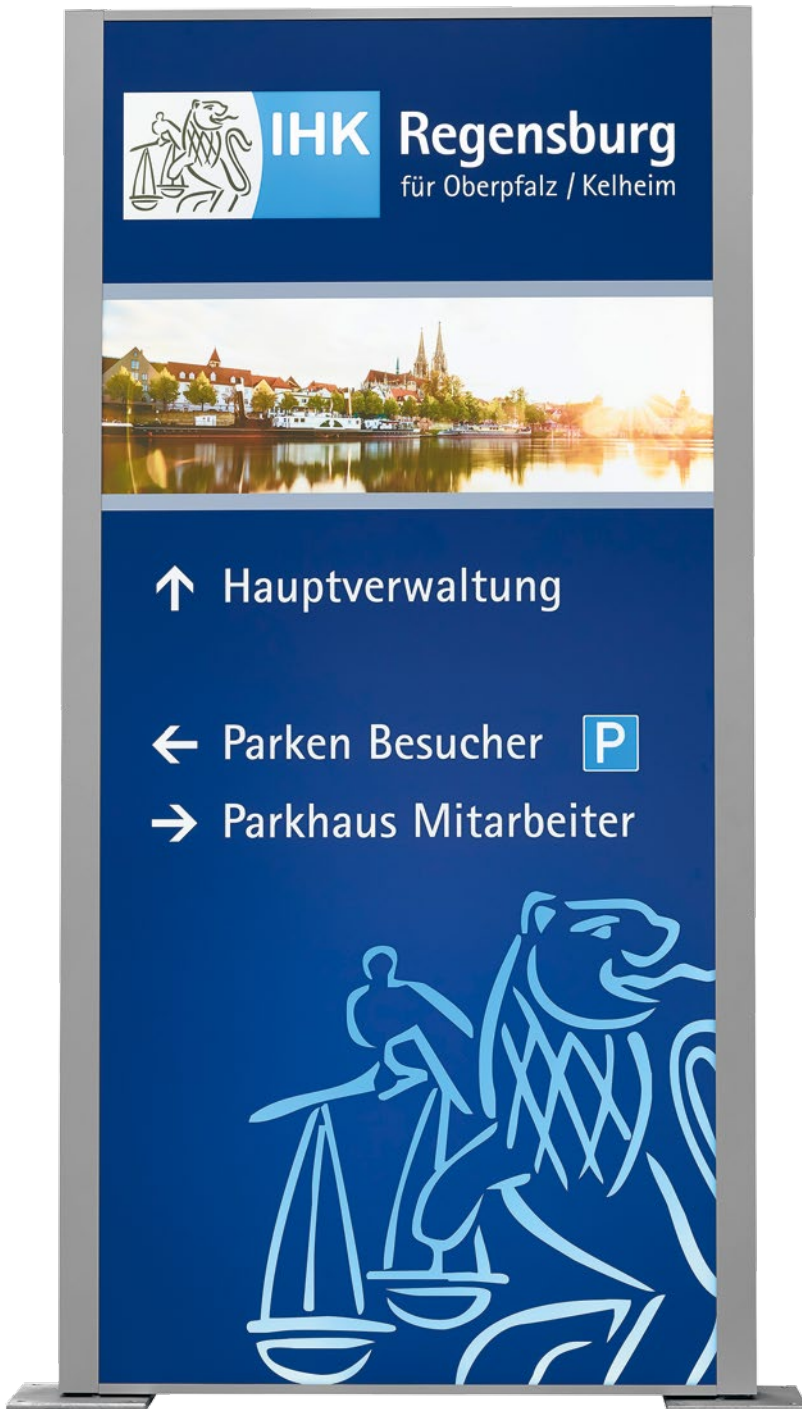 IHK Regensburg
für Oberpfalz / Kelheim
↑ Hauptverwaltung
← Parken Besucher P
→ Parkhaus Mitarbeiter